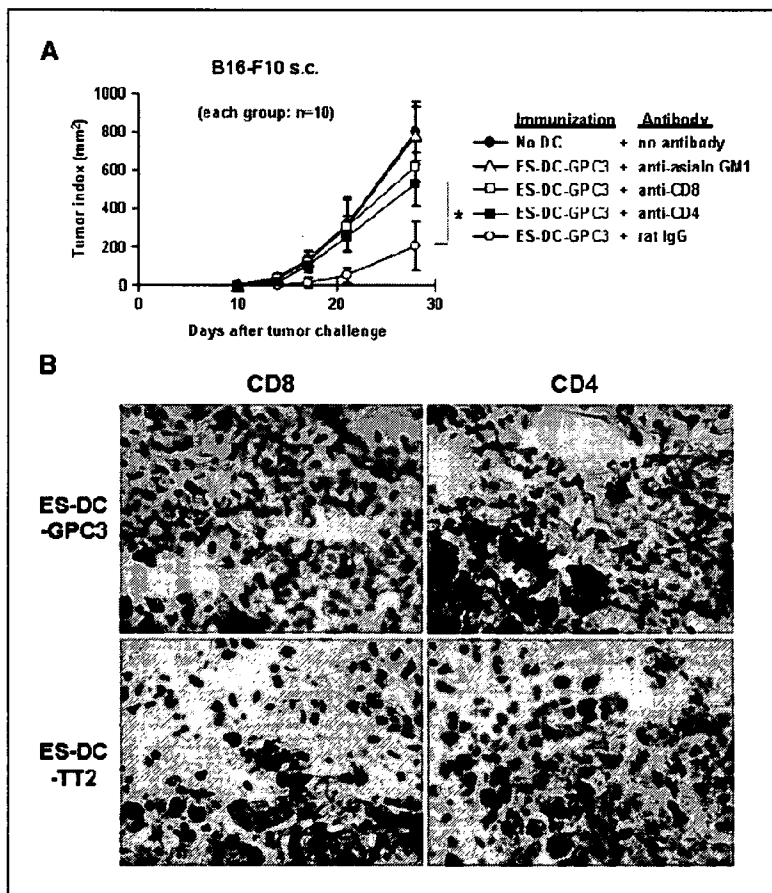 A
B16-F10 s.c.
(each group: n=10)
Tumor index (mm2)
1000
800
600
400
200
0
0 10 20 30
Days after tumor challenge
Immunization Antibody
No DC + no antibody
ES-DC-GPC3 + anti-asialo GM1
ES-DC-GPC3 + anti-CD8
ES-DC-GPC3 + anti-CD4
ES-DC-GPC3 + rat IgG
*
B
CD8 CD4
ES-DC
-GPC3
ES-DC
-TT2